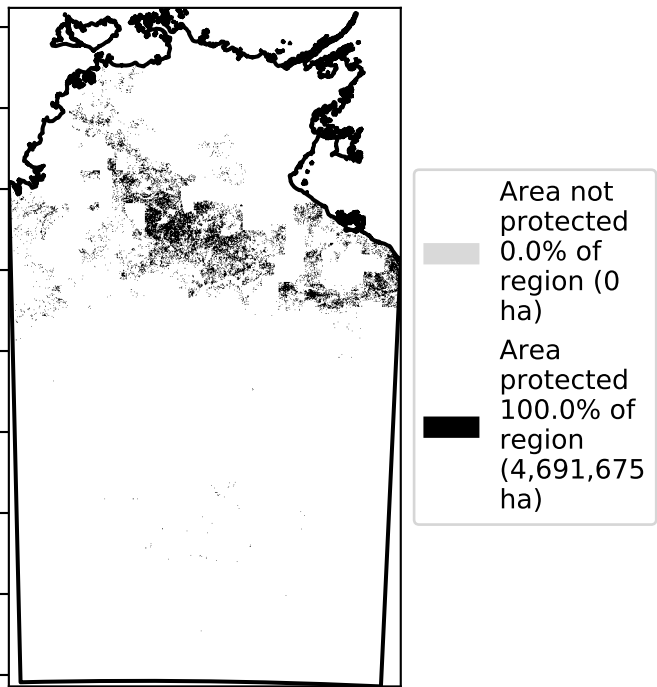 Area not
protected
0.0% of
region (0
ha)
Area
protected
100.0% of
region
(4,691,675
ha)